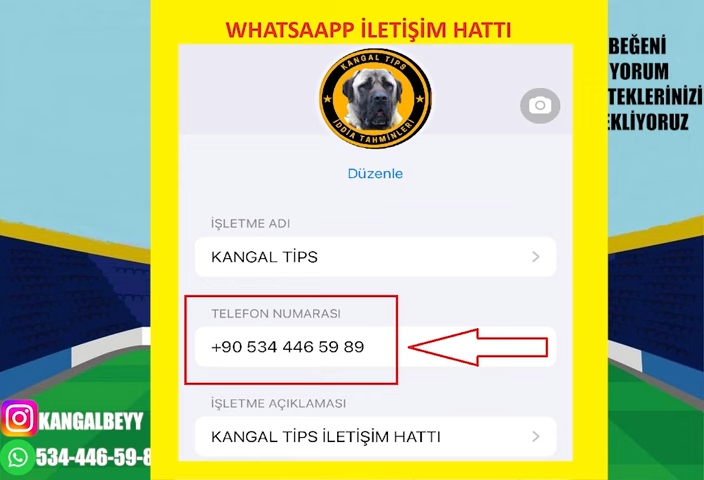 WHATSAAPP İLETİŞİM HATTI
KANGAL TİPS
İDDİA TAHMİNLERİ
BEĞENİ
YORUM
TEKLERİNİZİ
EKLİYORUZ
Düzenle
İŞLETME ADI
KANGAL TİPS
TELEFON NUMARASI
+90 534 446 59 89
İŞLETME AÇIKLAMASI
KANGAL TİPS İLETİŞİM HATTI
KANGALBEYY
534-446-59-8